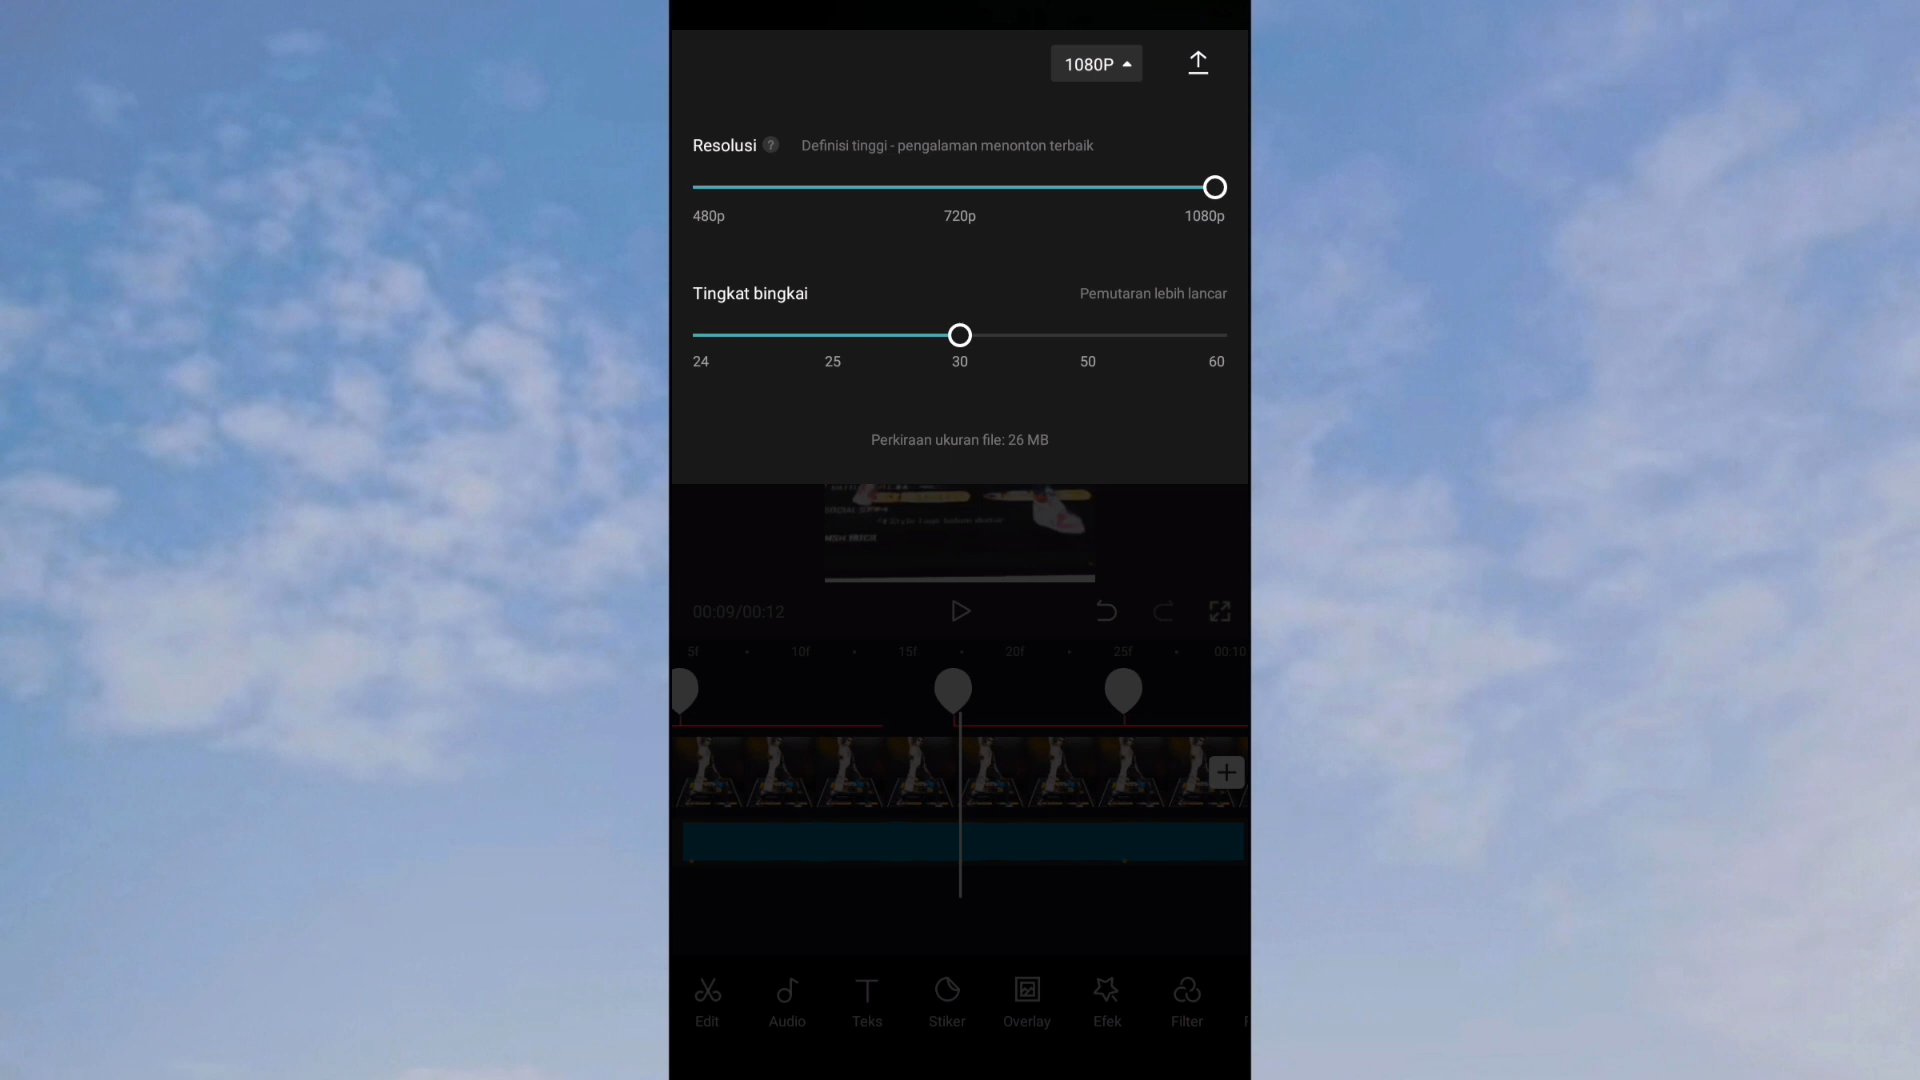 1080P
Resolusi ? Definisi tinggi - pengalaman menonton terbaik
480p 720p 1080p
Tingkat bingkai Pemutaran lebih lancar
24 25 30 50 60
Perkiraan ukuran file: 26 MB
00:09/00:12
5f 10f 15f 20f 25f 00:10
Edit Audio Teks Stiker Overlay Efek Filter